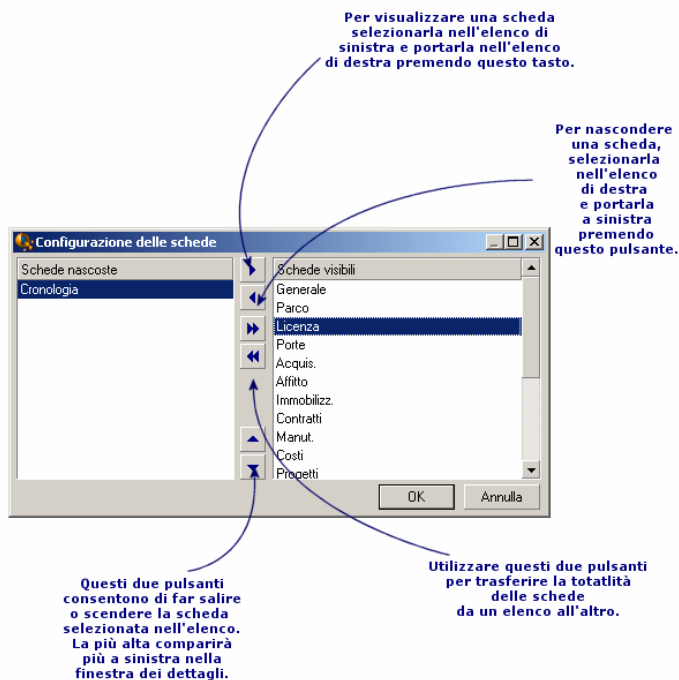 Per visualizzare una scheda
selezionarla nell'elenco di
sinistra e portarla nell'elenco
di destra premendo questo tasto.
Per nascondere
una scheda,
selezionarla
nell'elenco
di destra
e portarla
a sinistra
premendo
questo pulsante.
Configurazione delle schede
Schede nascoste
Cronologia
Schede visibili
Generale
Parco
Licenza
Porte
Acquis.
Affitto
Immobilizz.
Contratti
Manut.
Costi
Progetti
OK
Annulla
Questi due pulsanti
consentono di far salire
o scendere la scheda
selezionata nell'elenco.
La più alta comparirà
più a sinistra nella
finestra dei dettagli.
Utilizzare questi due pulsanti
per trasferire la totatlità
delle schede
da un elenco all'altro.